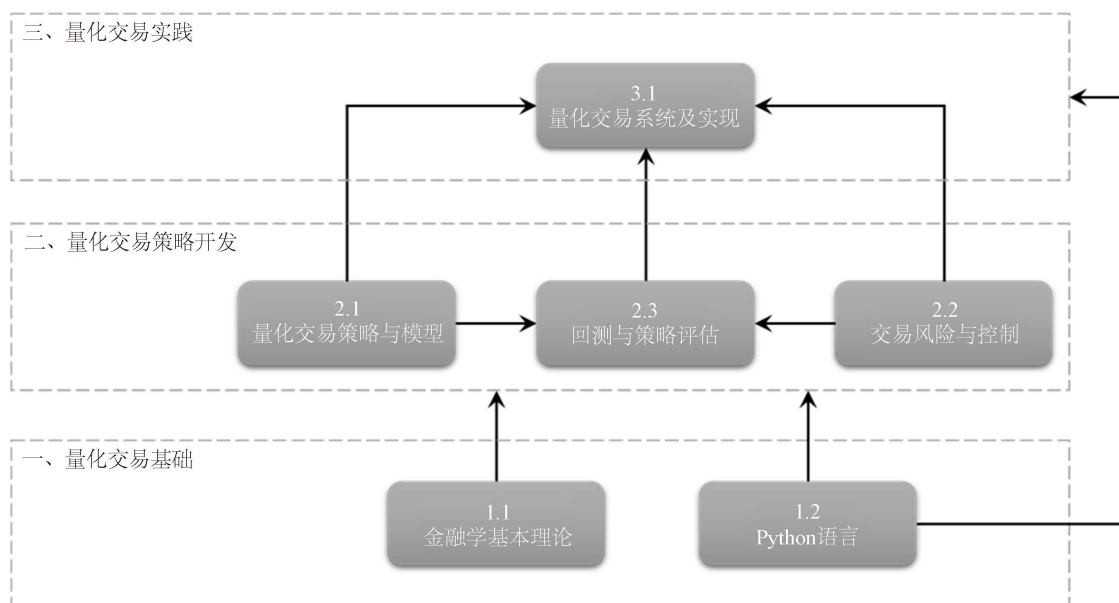 三、量化交易实践
3.1
量化交易系统及实现
二、量化交易策略开发
2.1
量化交易策略与模型
2.3
回测与策略评估
2.2
交易风险与控制
一、量化交易基础
1.1
金融学基本理论
1.2
Python语言